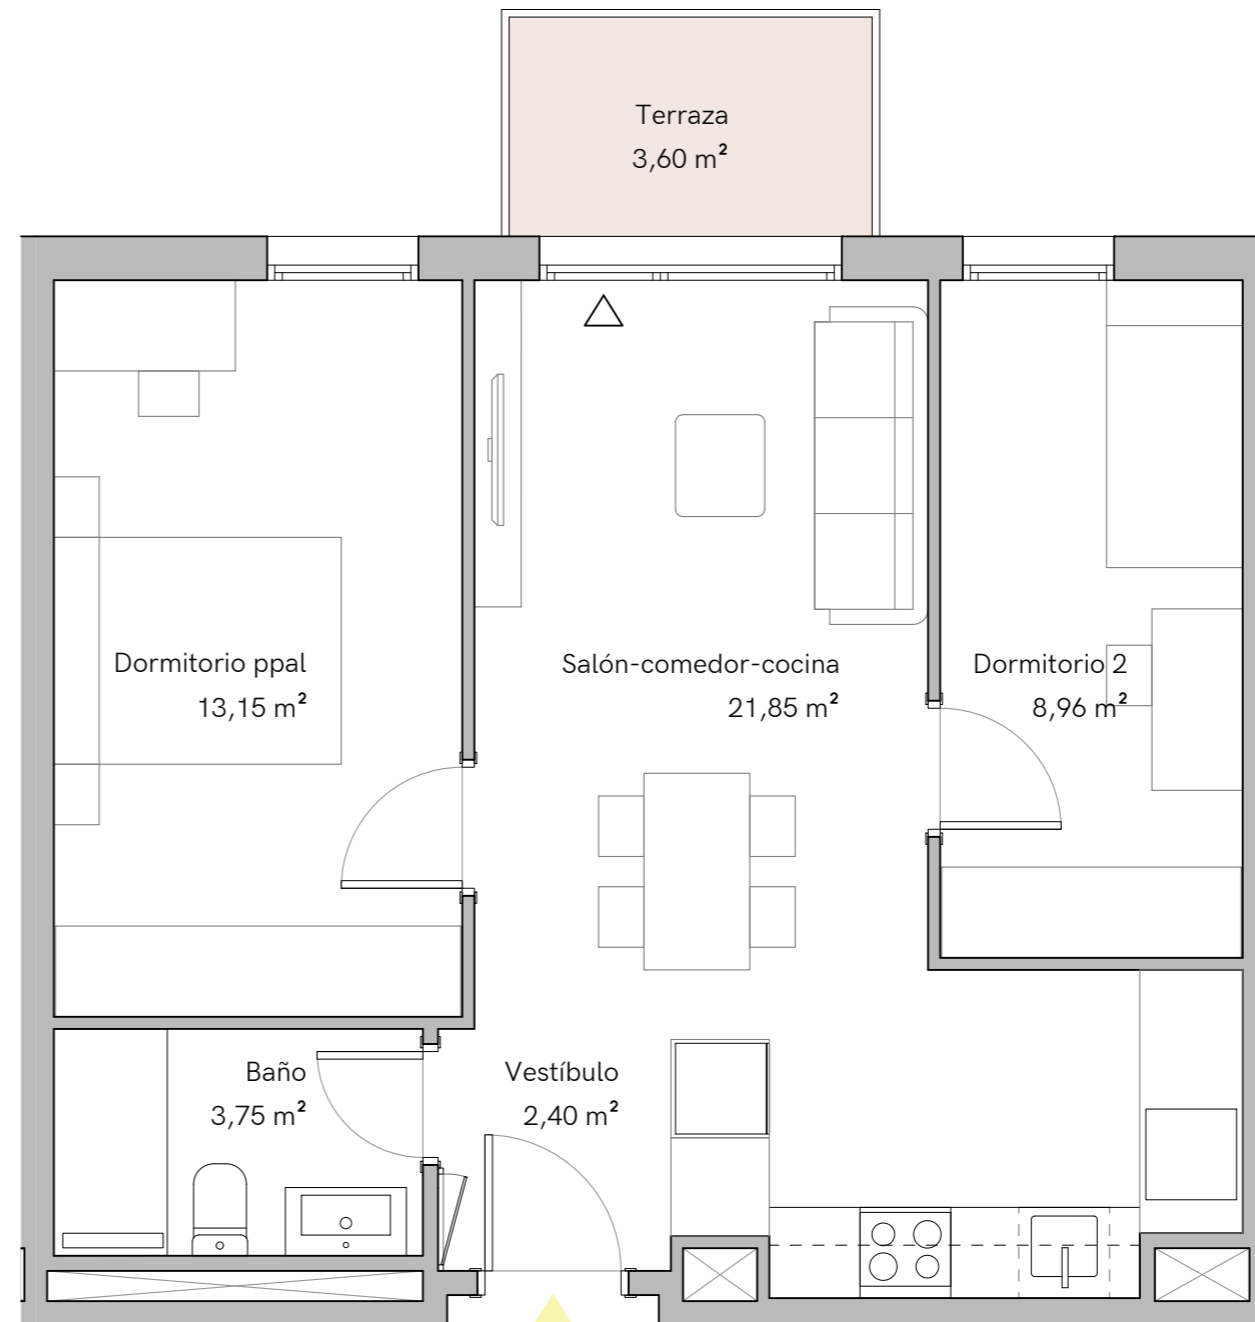 Terraza
3,60 m²
Dormitorio ppal
13,15 m²
Salón-comedor-cocina
21,85 m²
Dormitorio 2
8,96 m²
Baño
3,75 m²
Vestíbulo
2,40 m²